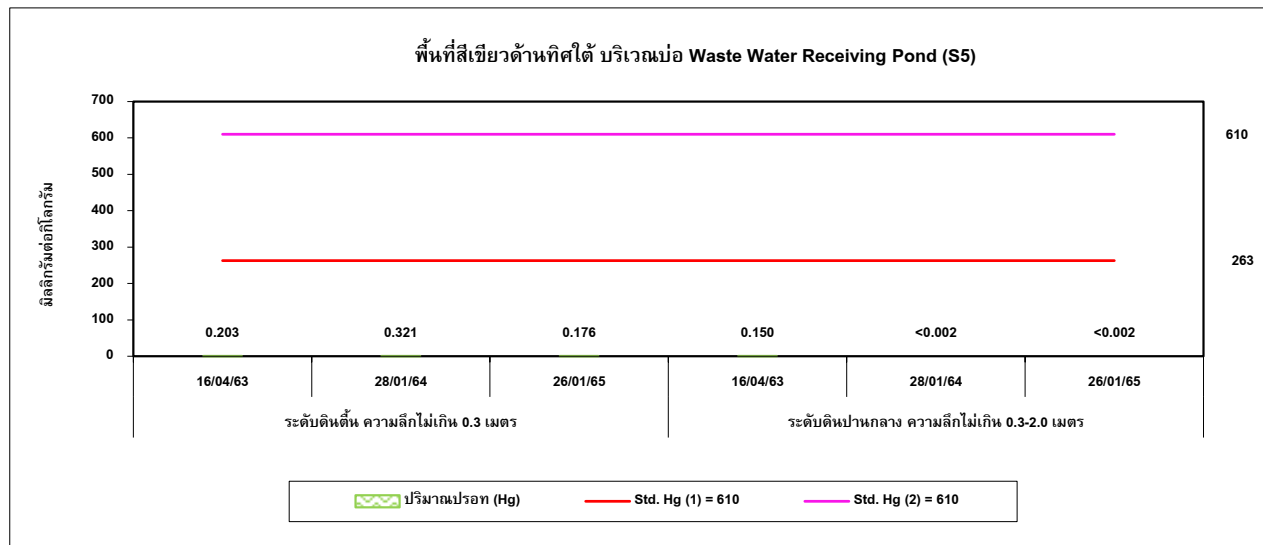 พื้นที่สีเขียวด้านทิศใต้ บริเวณบ่อ Waste Water Receiving Pond (S5)
มิลลิกรัมต่อกิโลกรัม
700
600
500
400
300
200
100
0
610
263
0.203 0.321 0.176 0.150 <0.002 <0.002
16/04/63 28/01/64 26/01/65 16/04/63 28/01/64 26/01/65
ระดับดินตื้น ความลึกไม่เกิน 0.3 เมตร ระดับดินปานกลาง ความลึกไม่เกิน 0.3-2.0 เมตร
ปริมาณปรอท (Hg) Std. Hg (1) = 610 Std. Hg (2) = 610